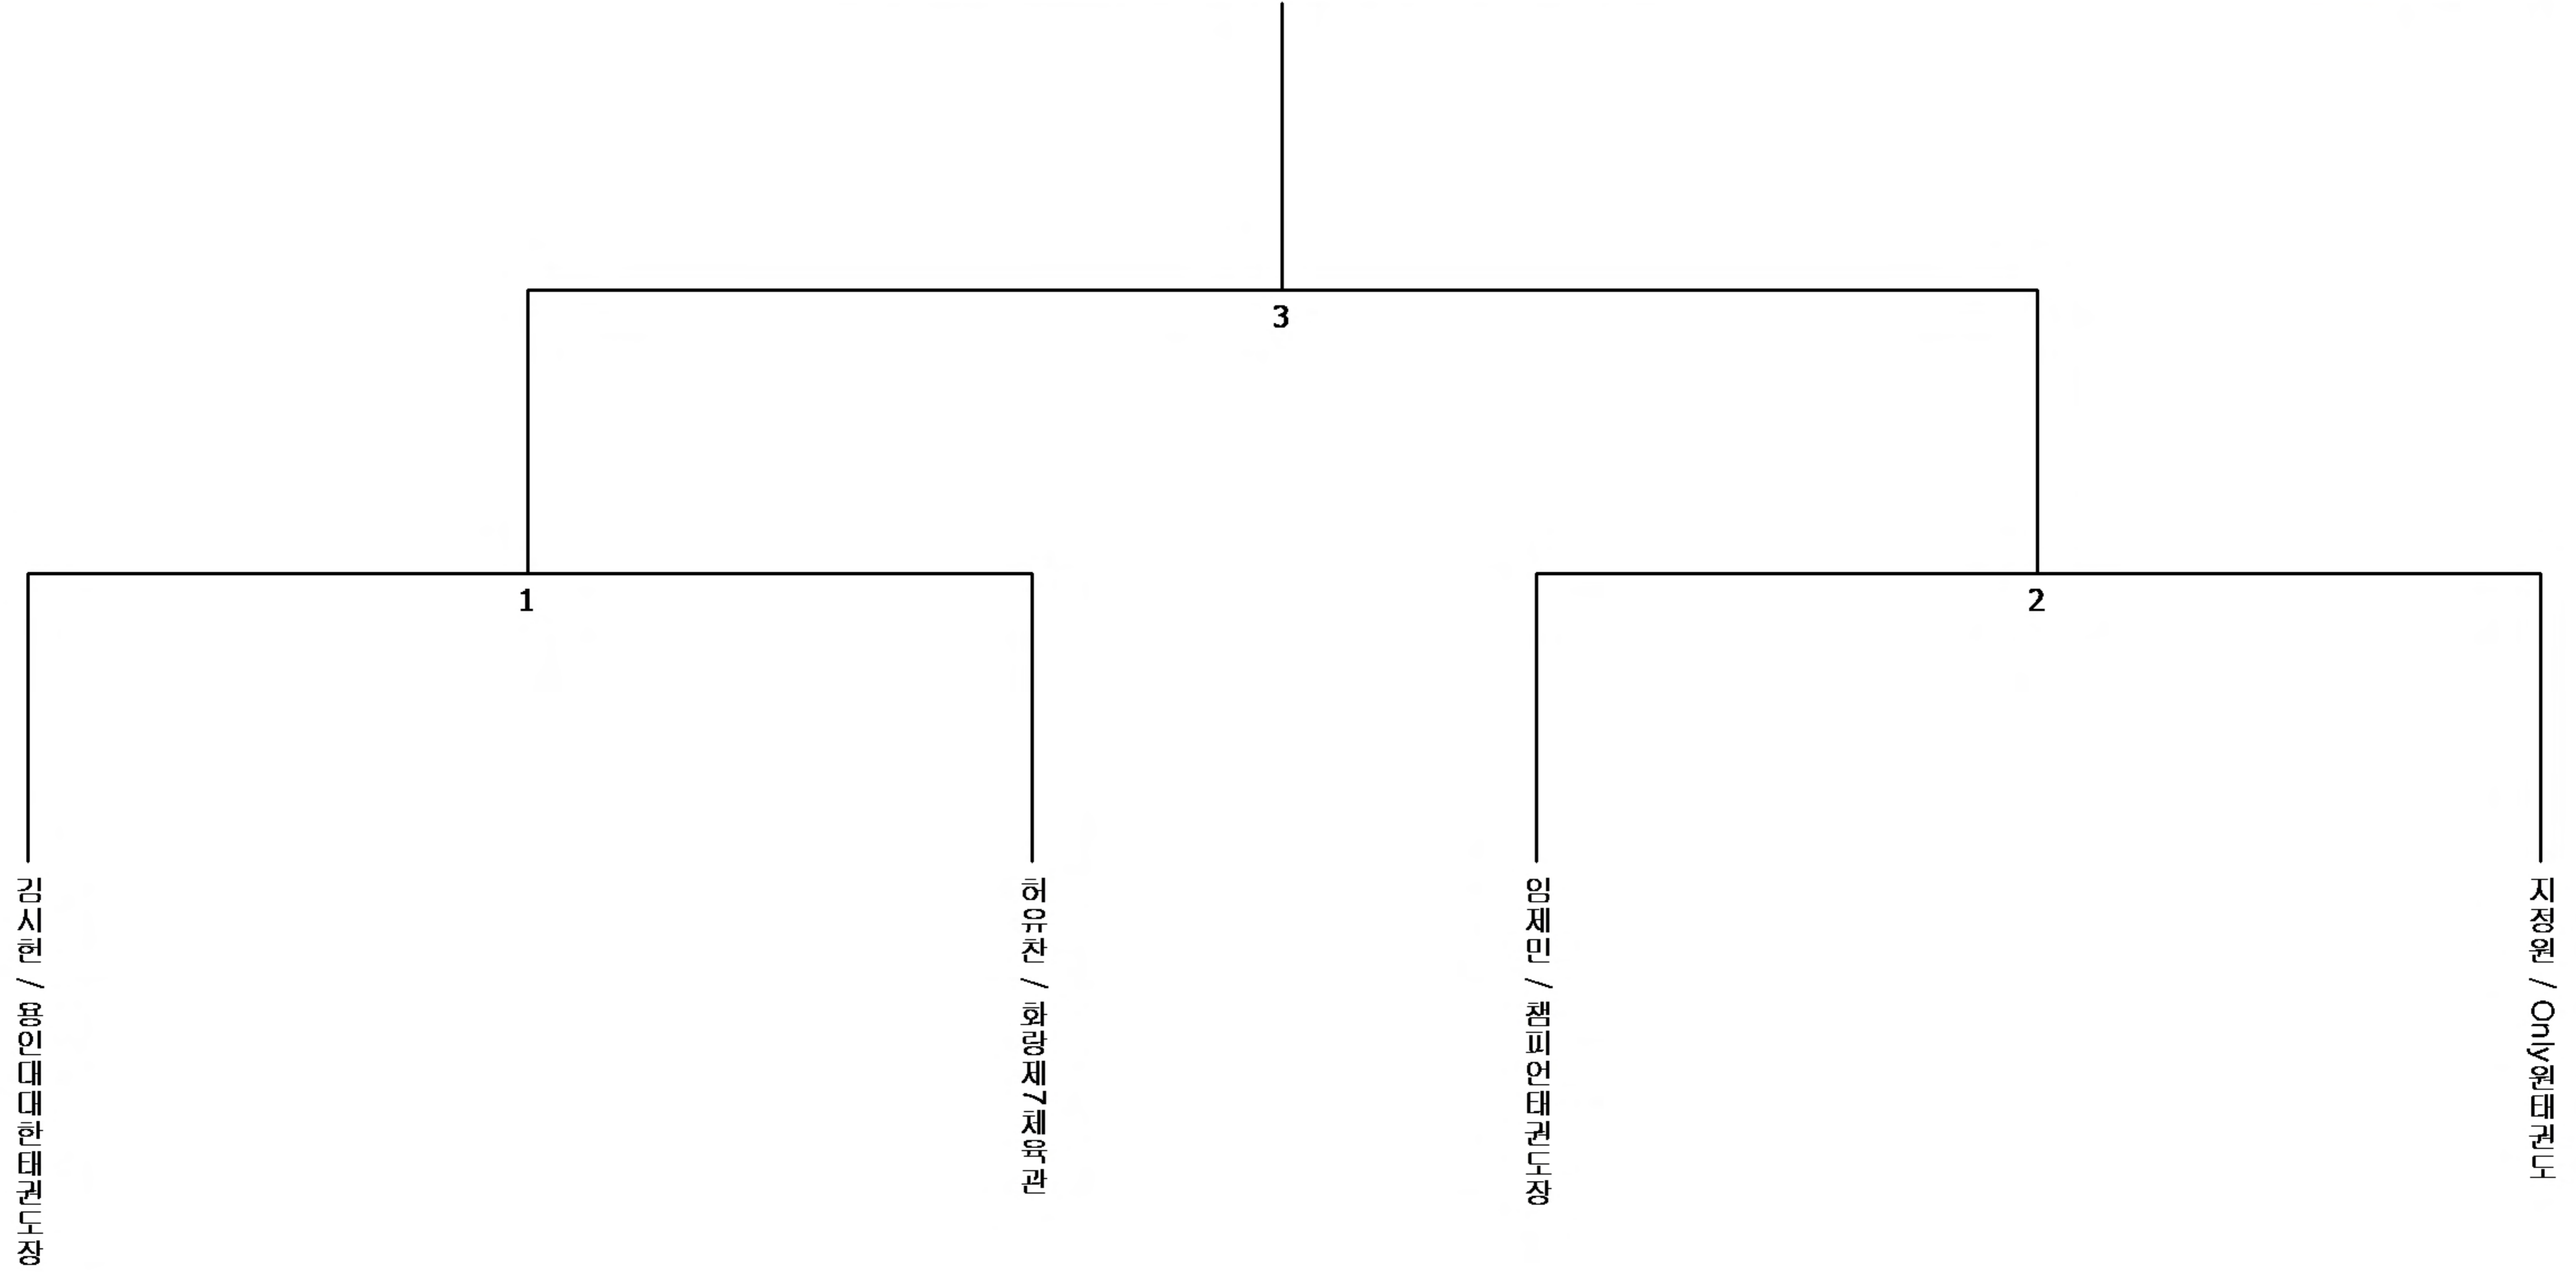 3
1
2
김시헌 / 용인대대한태권도장
허유찬 / 화랑제7체육관
임제민 / 챔피언태권도장
지정원 / Only원태권도